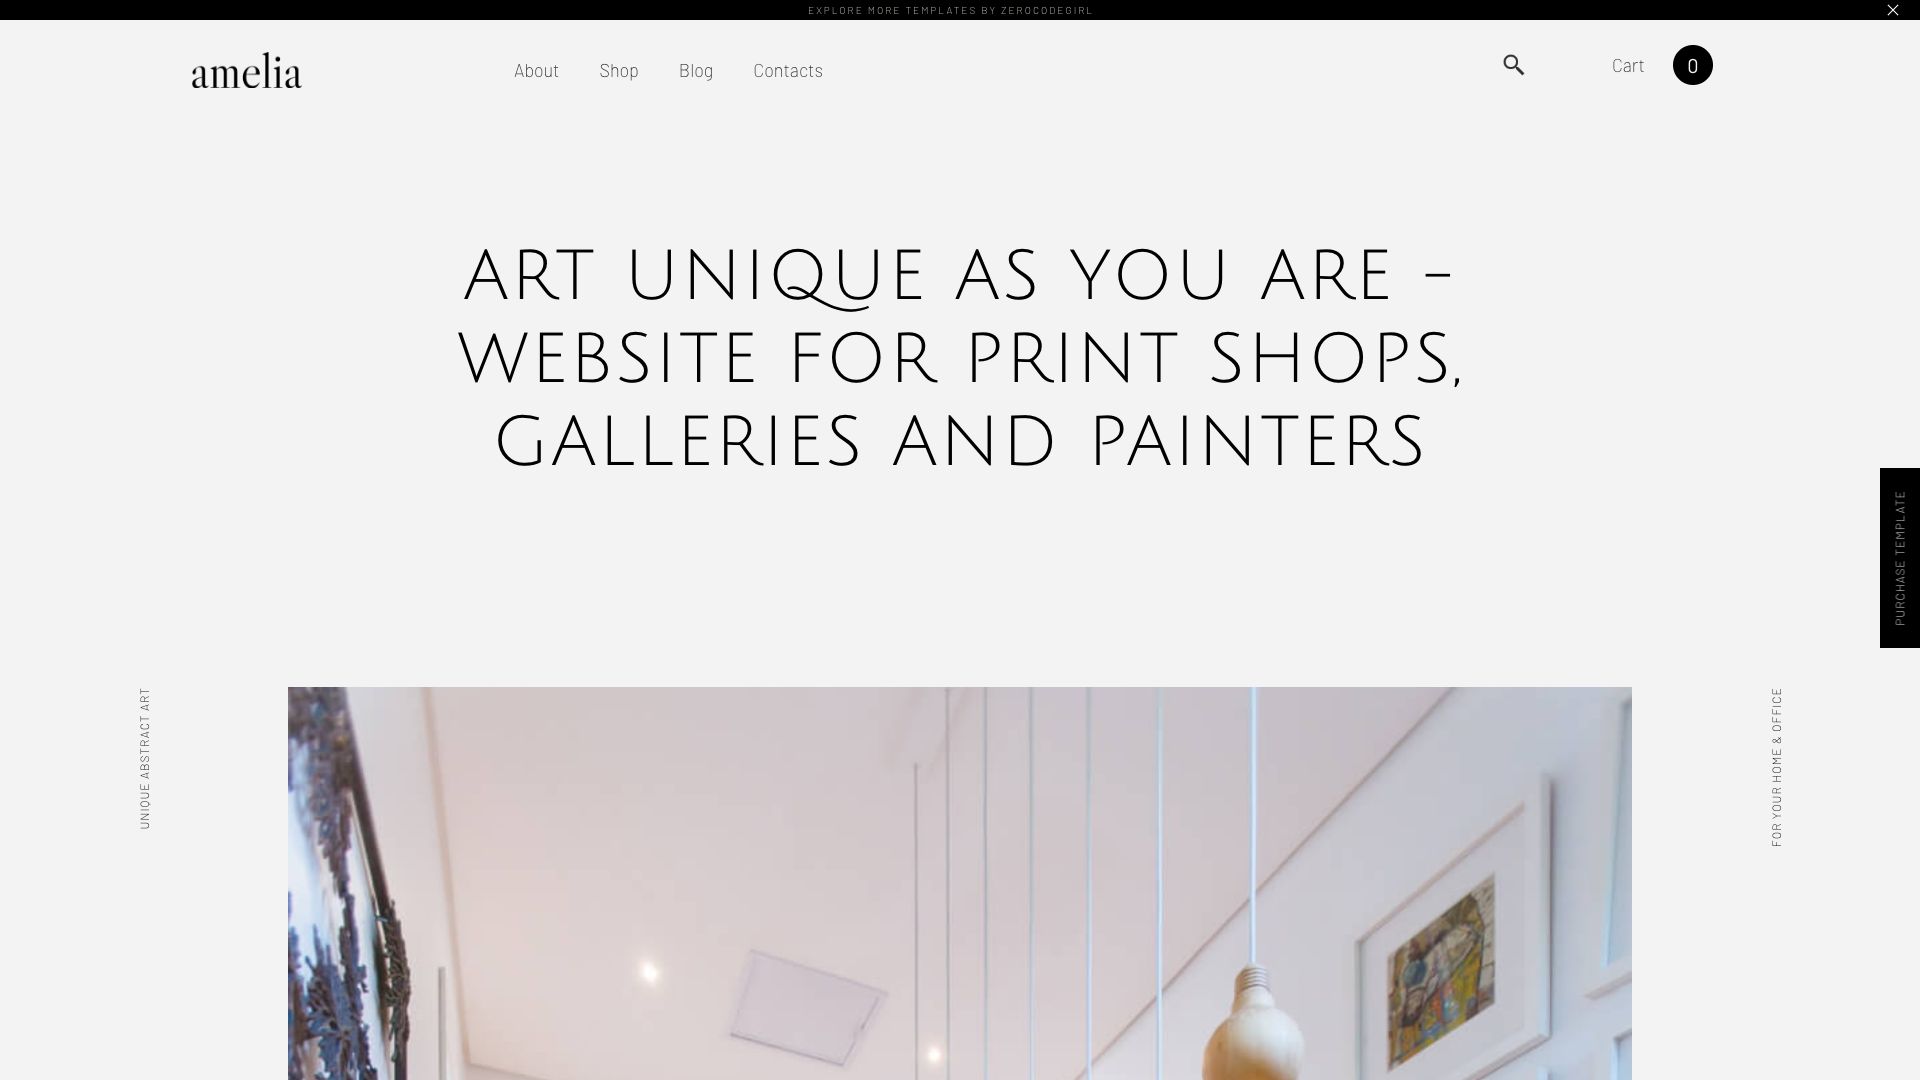 EXPLORE MORE TEMPLATES BY ZEROCODEGIRL
amelia
About
Shop
Blog
Contacts
Cart
0
ART UNIQUE AS YOU ARE –
WEBSITE FOR PRINT SHOPS,
GALLERIES AND PAINTERS
PURCHASE TEMPLATE
UNIQUE ABSTRACT ART
FOR YOUR HOME & OFFICE